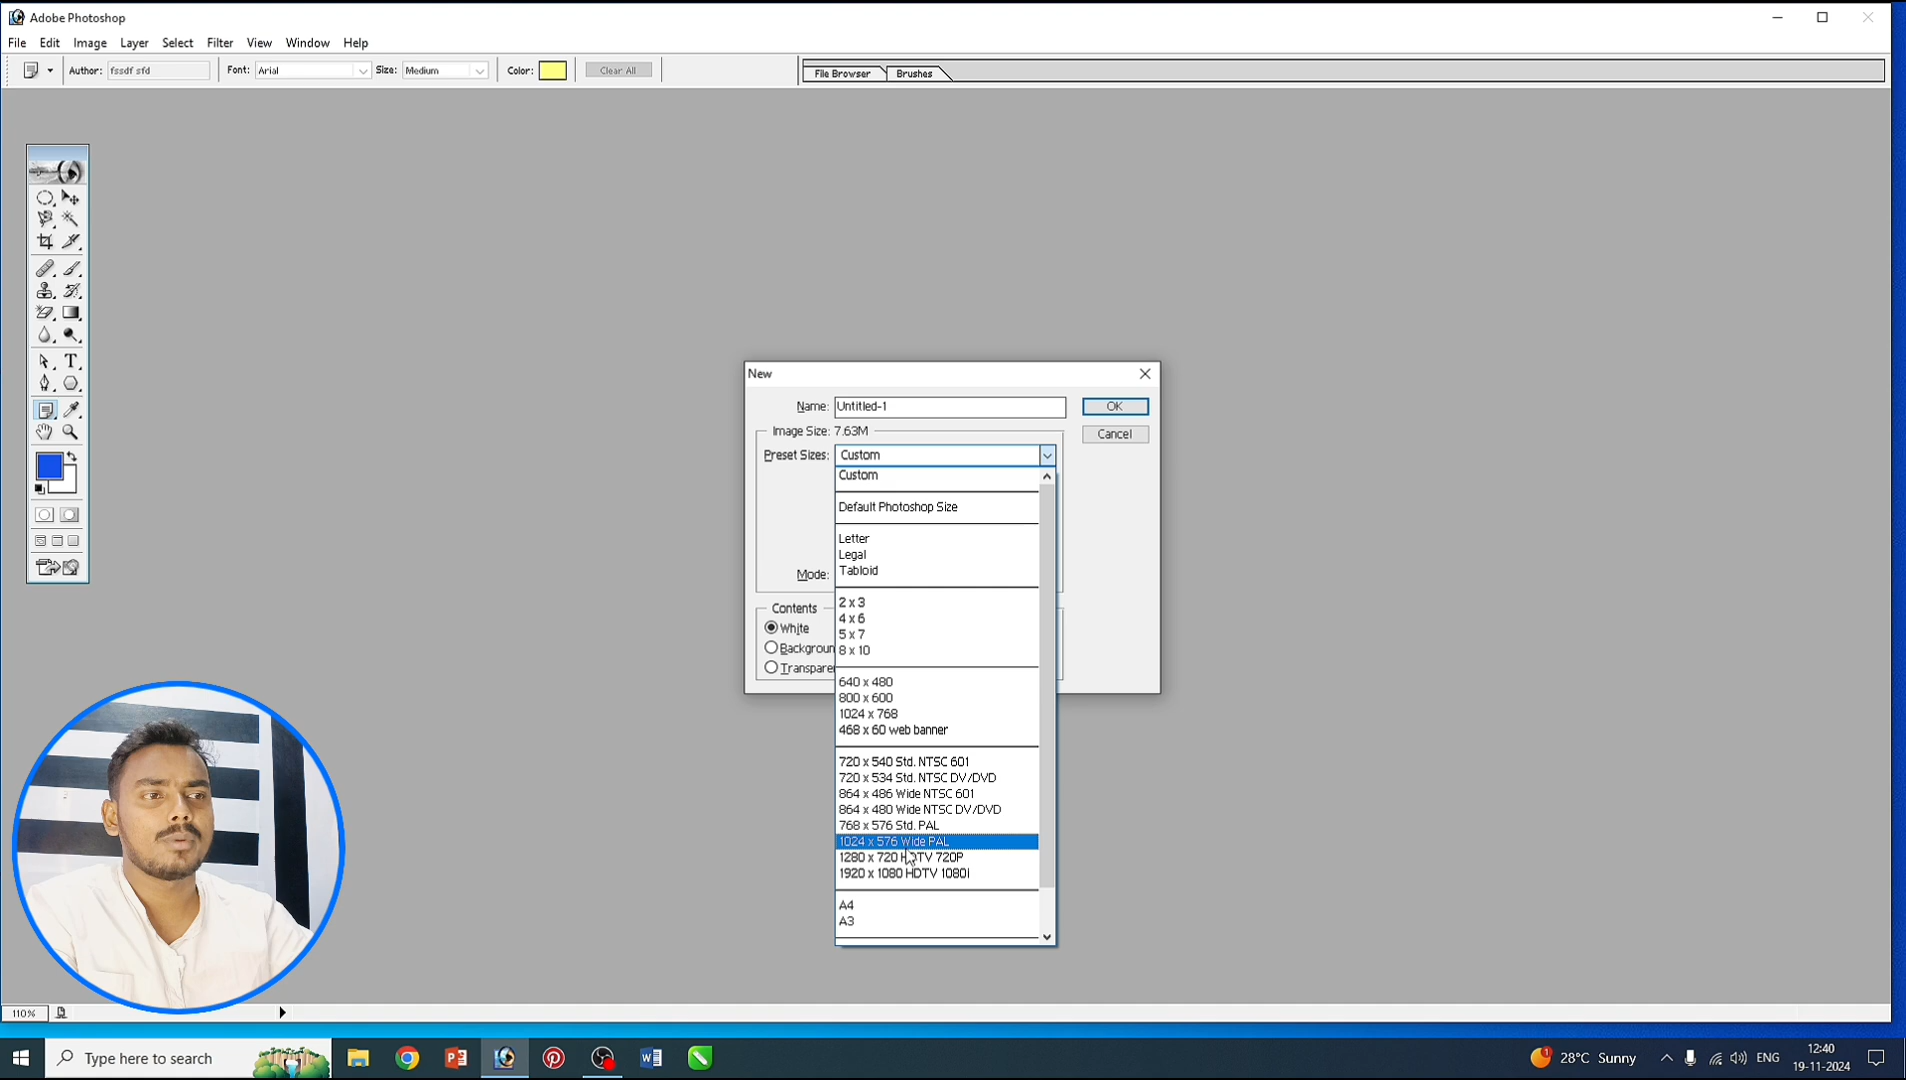 Adobe Photoshop
File Edit Image Layer Select Filter View Window Help
Author: fssdf sfd Font: Arial Size: Medium Color: Clear All File Browser Brushes
New
Name: Untitled-1 OK
Image Size: 7.63M
Cancel
Preset Sizes: Custom
Custom
Default Photoshop Size
Letter
Legal
Tabloid
Mode:
2 x 3
Contents
4 x 6
White
5 x 7
Backgroun
8 x 10
Transpare
640 x 480
800 x 600
1024 x 768
468 x 60 web banner
720 x 540 Std. NTSC 601
720 x 534 Std. NTSC DV/DVD
864 x 486 Wide NTSC 601
864 x 480 Wide NTSC DV/DVD
768 x 576 Std. PAL
1024 x 576 Wide PAL
1280 x 720 HDTV 720P
1920 x 1080 HDTV 1080i
A4
A3
110%
Type here to search
28°C Sunny
ENG
12:40
19-11-2024